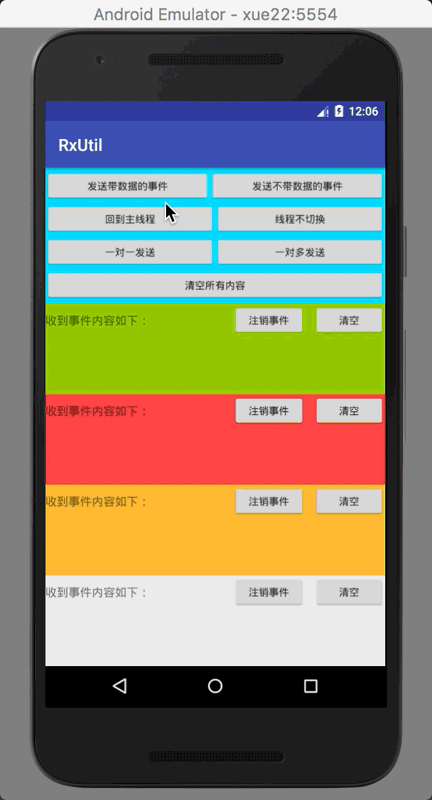 Android Emulator - xue22:5554
12:06
RxUtil
发送带数据的事件 发送不带数据的事件
回到主线程 线程不切换
一对一发送 一对多发送
清空所有内容
收到事件内容如下： 注销事件 清空
收到事件内容如下： 注销事件 清空
收到事件内容如下： 注销事件 清空
收到事件内容如下： 注销事件 清空